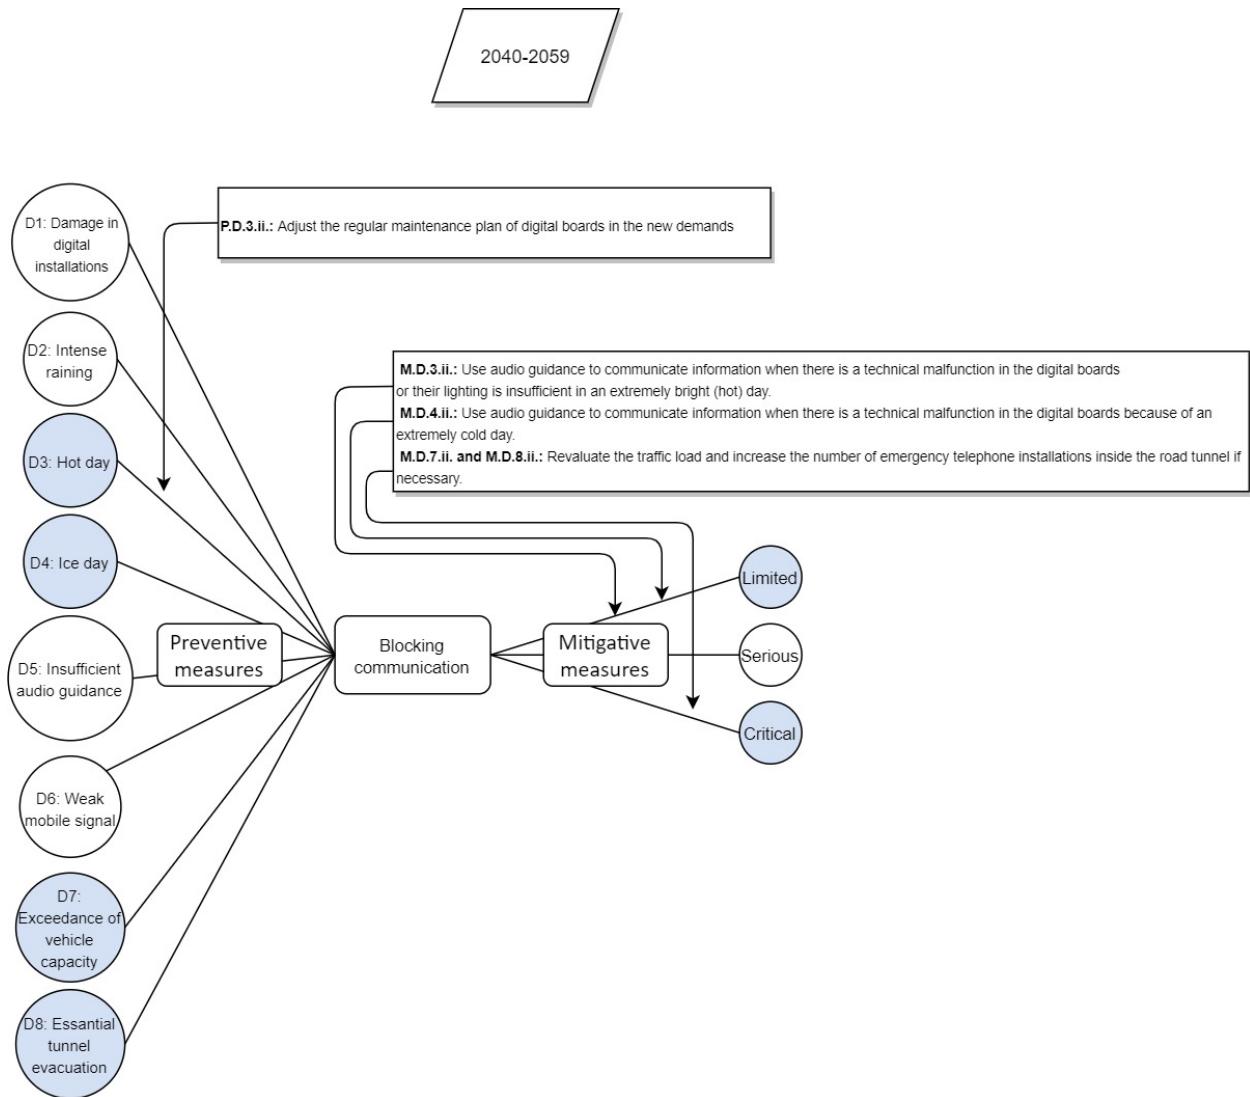 2040-2059
P.D.3.ii.: Adjust the regular maintenance plan of digital boards in the new demands
D1: Damage in
digital
installations
D2: Intense
raining
D3: Hot day
D4: Ice day
D5: Insufficient
audio guidance
D6: Weak
mobile signal
D7:
Exceedance of
vehicle
capacity
D8: Essantial
tunnel
evacuation
Preventive
measures
Blocking
communication
M.D.3.ii.: Use audio guidance to communicate information when there is a technical malfunction in the digital boards
or their lighting is insufficient in an extremely bright (hot) day.
M.D.4.ii.: Use audio guidance to communicate information when there is a technical malfunction in the digital boards because of an
extremely cold day.
M.D.7.ii. and M.D.8.ii.: Revaluate the traffic load and increase the number of emergency telephone installations inside the road tunnel if
necessary.
Mitigative
measures
Limited
Serious
Critical